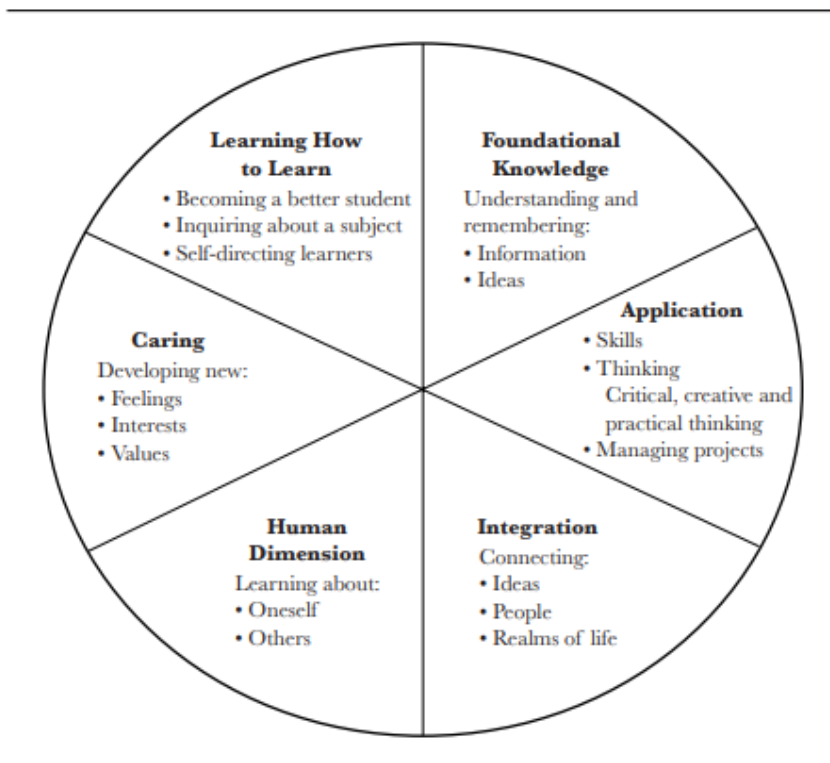 Learning How
to Learn
• Becoming a better student
• Inquiring about a subject
• Self-directing learners
Foundational
Knowledge
Understanding and
remembering:
• Information
• Ideas
Application
• Skills
• Thinking
Critical, creative and
practical thinking
• Managing projects
Integration
Connecting:
• Ideas
• People
• Realms of life
Human
Dimension
Learning about:
• Oneself
• Others
Caring
Developing new:
• Feelings
• Interests
• Values